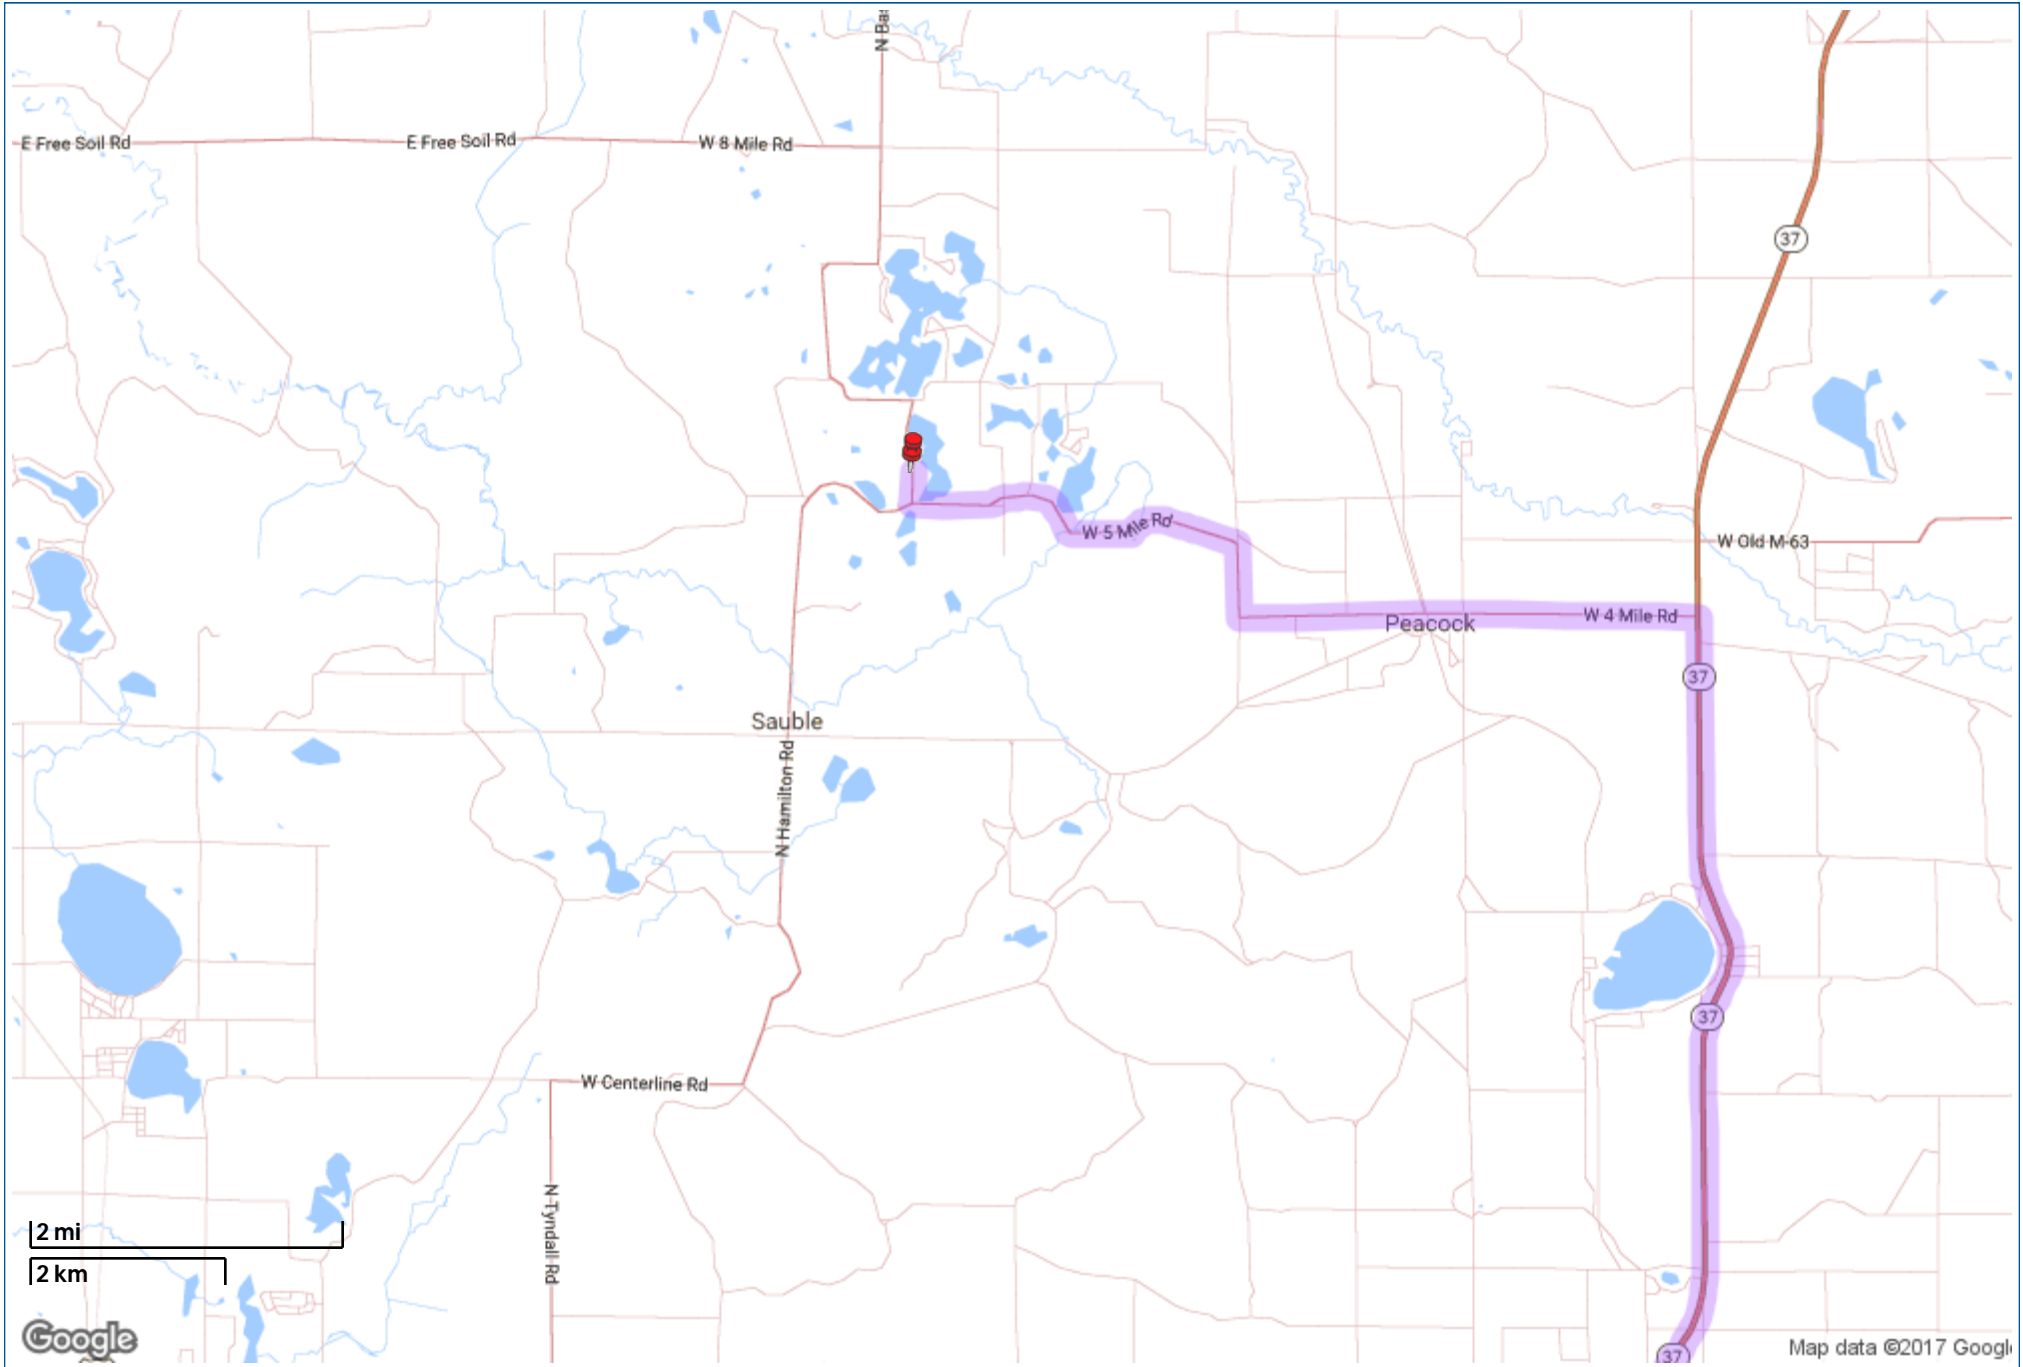 N Ba
E Free Soil Rd
E Free Soil Rd
W 8 Mile Rd
37
W 5 Mile Rd
W Old M-63
W 4 Mile Rd
Peacock
37
Sauble
N Hamilton Rd
37
W Centerline Rd
N Tyndall Rd
2 mi
2 km
Google
Map data ©2017 Googl
37